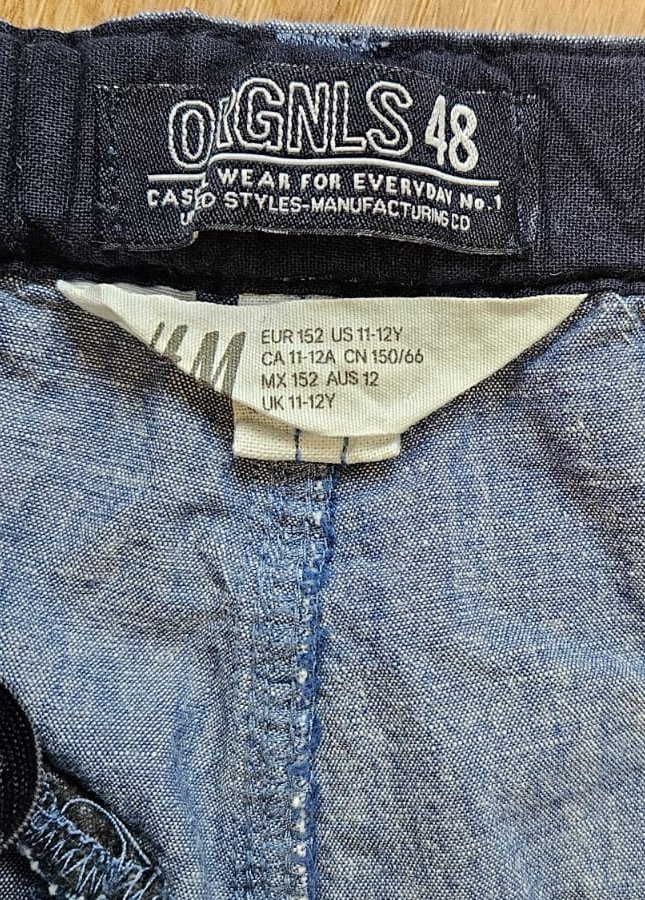 ORGNLS 48
WEAR FOR EVERYDAY No.1
STYLES-MANUFACTURING CO
H&M
EUR 152 US 11-12Y
CA 11-12A CN 150/66
MX 152 AUS 12
UK 11-12Y